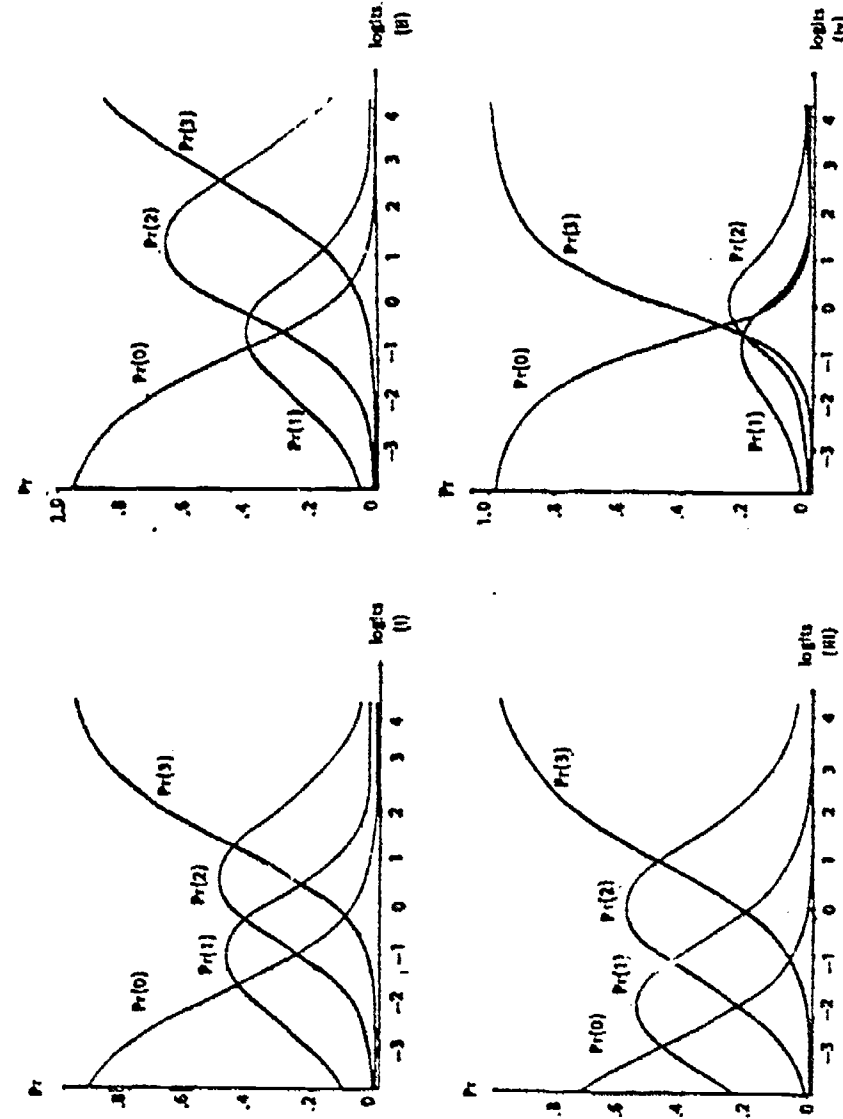 Pr
.8
.6
.4
.2
0
Pr(0)
Pr(1)
Pr(2)
Pr(3)
-3 -2 -1 0 1 2 3 4
logits
(I)
Pr
1.0
.8
.6
.4
.2
0
Pr(0)
Pr(1)
Pr(2)
Pr(3)
-3 -2 -1 0 1 2 3 4
logits
(II)
Pr
.8
.6
.4
.2
0
Pr(0)
Pr(1)
Pr(2)
Pr(3)
-3 -2 -1 0 1 2 3 4
logits
(III)
Pr
1.0
.8
.6
.4
.2
0
Pr(0)
Pr(1)
Pr(2)
Pr(3)
-3 -2 -1 0 1 2 3 4
logits